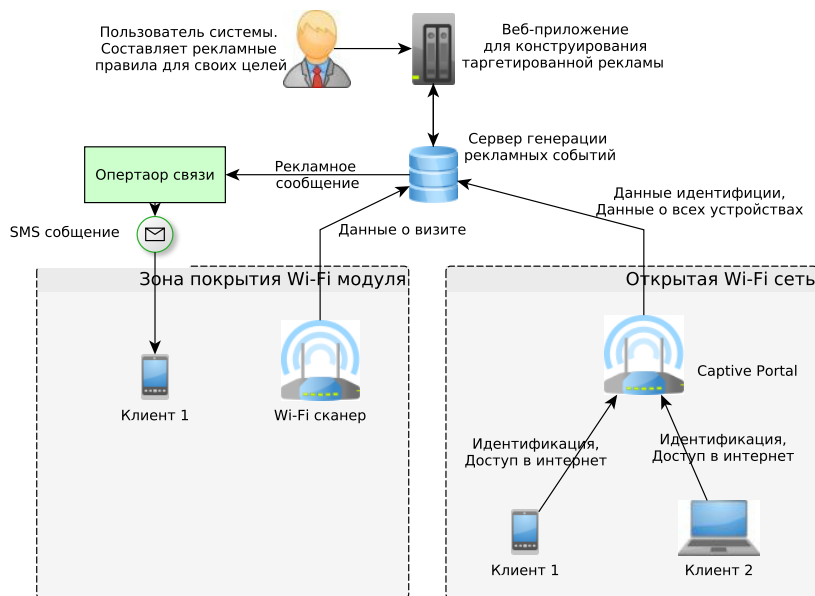 Пользователь системы.
Составляет рекламные
правила для своих целей
Веб-приложение
для конструирования
таргетированной рекламы
Сервер генерации
рекламных событий
Опертаор связи
Рекламное
сообщение
Данные идентифиции,
Данные о всех устройствах
SMS собщение
Данные о визите
Зона покрытия Wi-Fi модуля
Открытая Wi-Fi сеть
Captive Portal
Клиент 1
Wi-Fi сканер
Идентификация,
Доступ в интернет
Идентификация,
Доступ в интернет
Клиент 1
Клиент 2